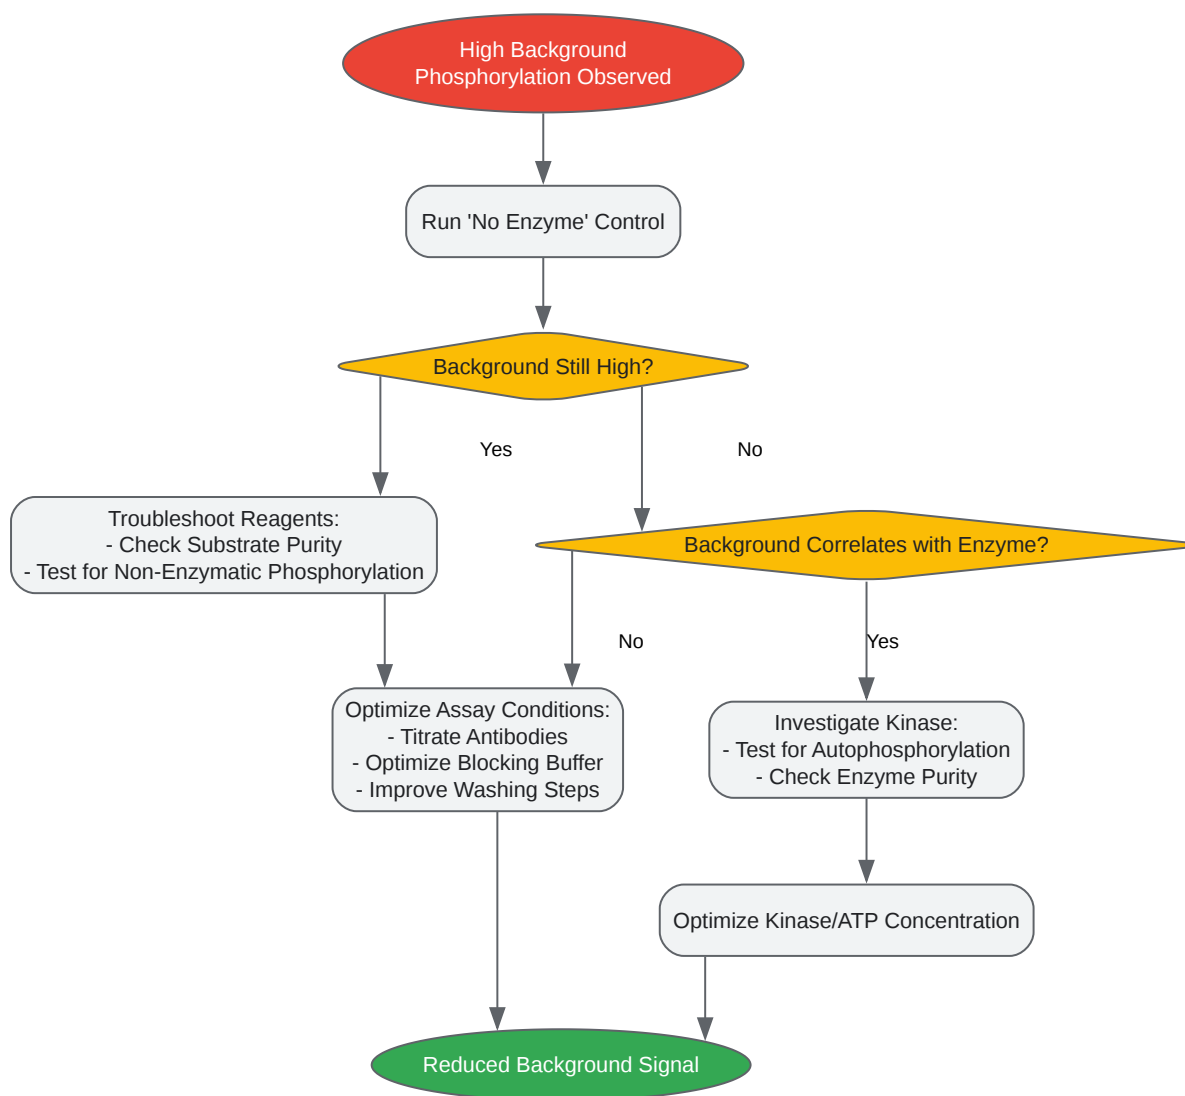 High Background
Phosphorylation Observed
Run 'No Enzyme' Control
Background Still High?
Yes
No
Troubleshoot Reagents:
- Check Substrate Purity
- Test for Non-Enzymatic Phosphorylation
Background Correlates with Enzyme?
No
Yes
Optimize Assay Conditions:
- Titrate Antibodies
- Optimize Blocking Buffer
- Improve Washing Steps
Investigate Kinase:
- Test for Autophosphorylation
- Check Enzyme Purity
Optimize Kinase/ATP Concentration
Reduced Background Signal